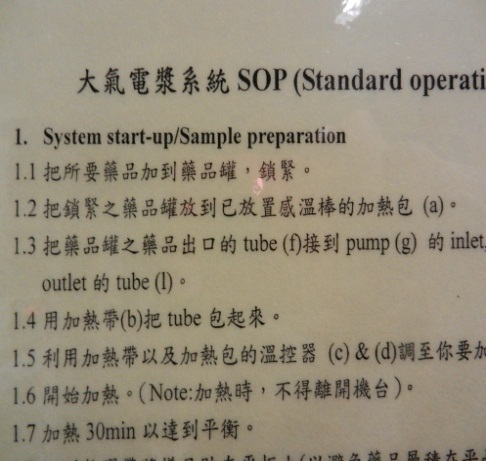 大氣電漿系統 SOP (Standard operati
1. System start-up/Sample preparation
1.1 把所要藥品加到藥品罐，鎖緊。
1.2 把鎖緊之藥品罐放到已放置感溫棒的加熱包 (a)。
1.3 把藥品罐之藥品出口的 tube (f)接到 pump (g) 的 inlet,
outlet 的 tube (l)。
1.4 用加熱帶(b)把 tube 包起來。
1.5 利用加熱帶以及加熱包的溫控器 (c) & (d)調至你要加
1.6 開始加熱。(Note:加熱時，不得離開機台)。
1.7 加熱 30min 以達到平衡。